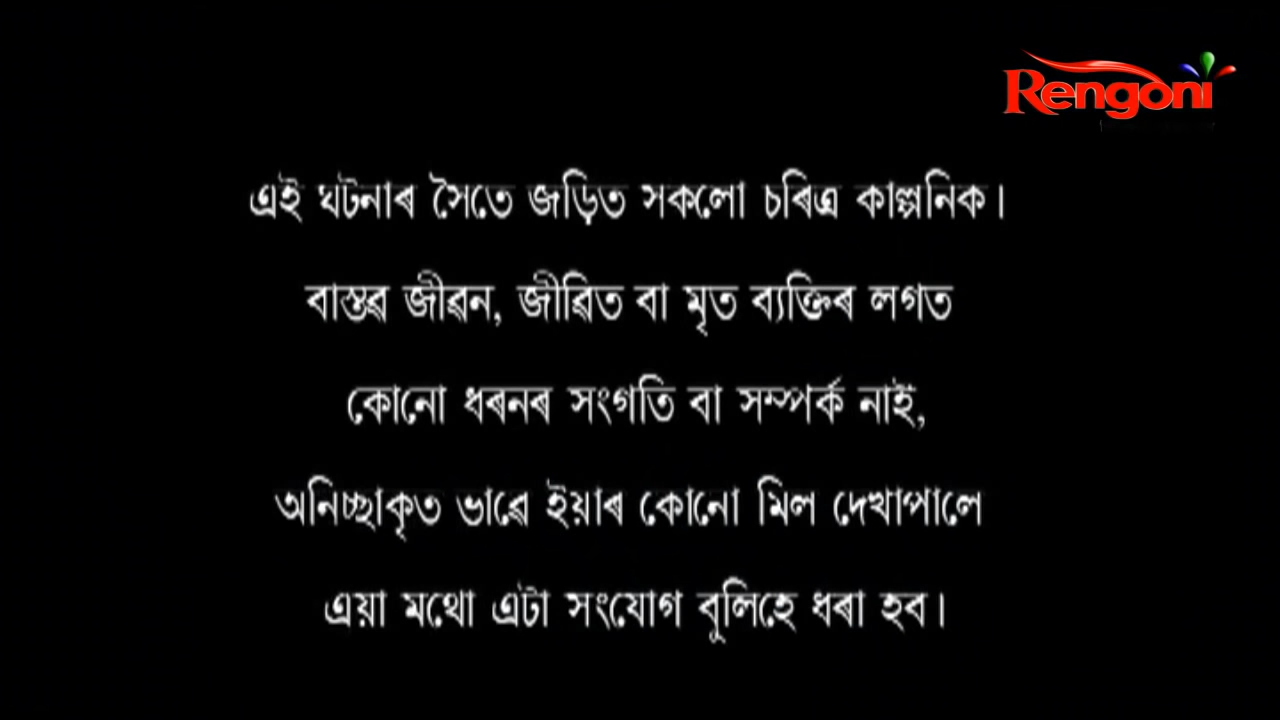 Rengoni
এই ঘটনাৰ সৈতে জড়িত সকলো চৰিত্ৰ কাল্পনিক।
বাস্তৱ জীৱন, জীৱিত বা মৃত ব্যক্তিৰ লগত
কোনো ধৰনৰ সংগতি বা সম্পৰ্ক নাই,
অনিচ্ছাকৃত ভাৱে ইয়াৰ কোনো মিল দেখাপালে
এয়া মথো এটা সংযোগ বুলিহে ধৰা হব।